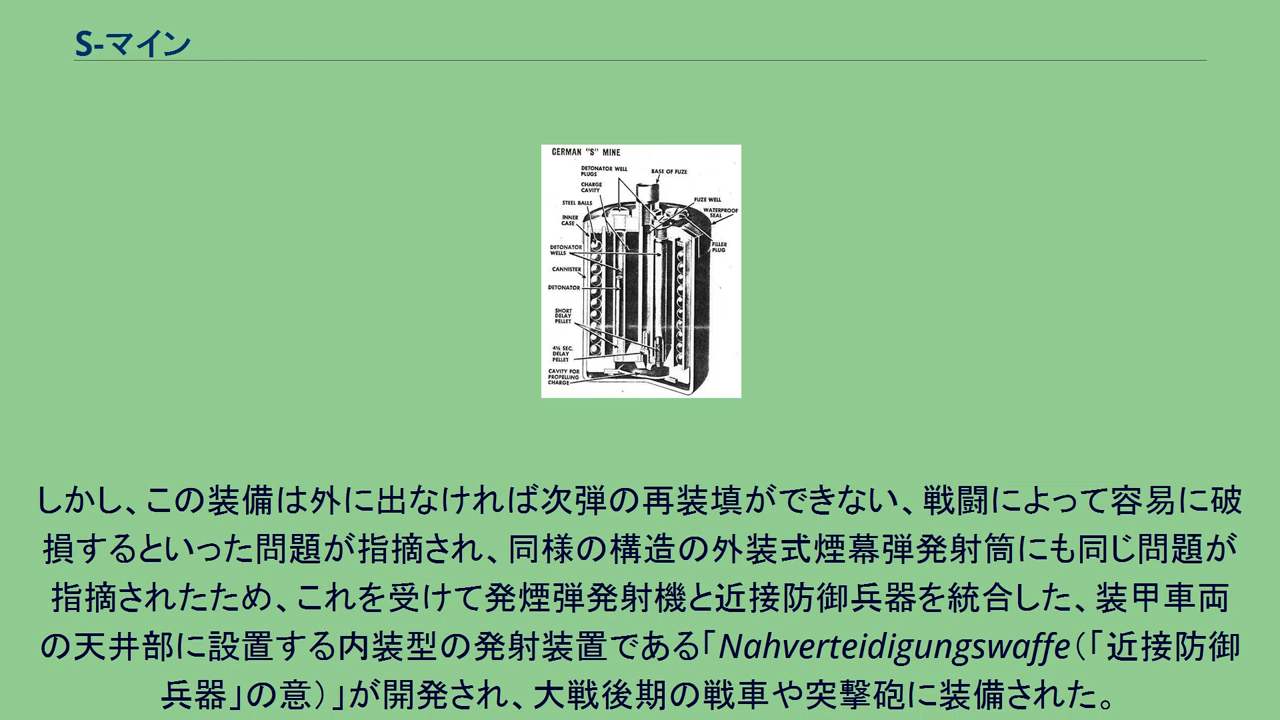 S-マイン
GERMAN "S" MINE
DETONATOR WELL
PLUGS
BASE OF FUZE
CHARGE
CAVITY
STEEL BALLS
FUZE WELL
WATERPROOF
SEAL
INNER
CASE
FILLER
PLUG
DETONATOR
WELLS
CANNISTER
DETONATOR
SHORT
DELAY
PELLET
4½ SEC.
DELAY
PELLET
CAVITY FOR
PROPELLING
CHARGE
しかし、この装備は外に出なければ次弾の再装填ができない、戦闘によって容易に破
損するといった問題が指摘され、同様の構造の外装式煙幕弾発射筒にも同じ問題が
指摘されたため、これを受けて発煙弾発射機と近接防御兵器を統合した、装甲車両
の天井部に設置する内装型の発射装置である「Nahverteidigungswaffe（「近接防御
兵器」の意）」が開発され、大戦後期の戦車や突撃砲に装備された。